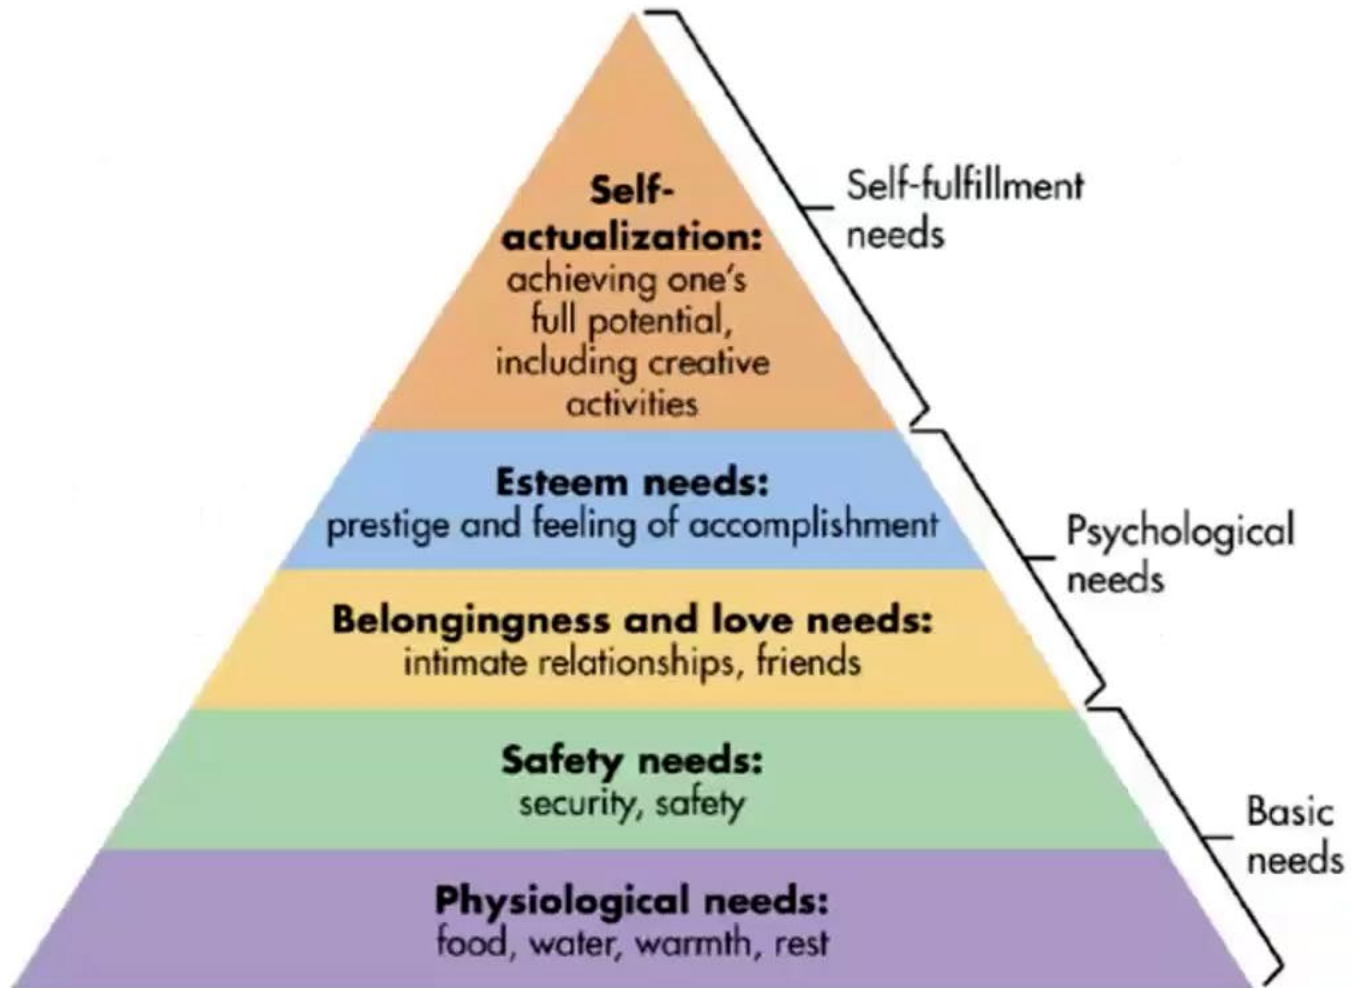 Self-
actualization:
achieving one's
full potential,
including creative
activities
Self-fulfillment
needs
Esteem needs:
prestige and feeling of accomplishment
Belongingness and love needs:
intimate relationships, friends
Psychological
needs
Safety needs:
security, safety
Physiological needs:
food, water, warmth, rest
Basic
needs